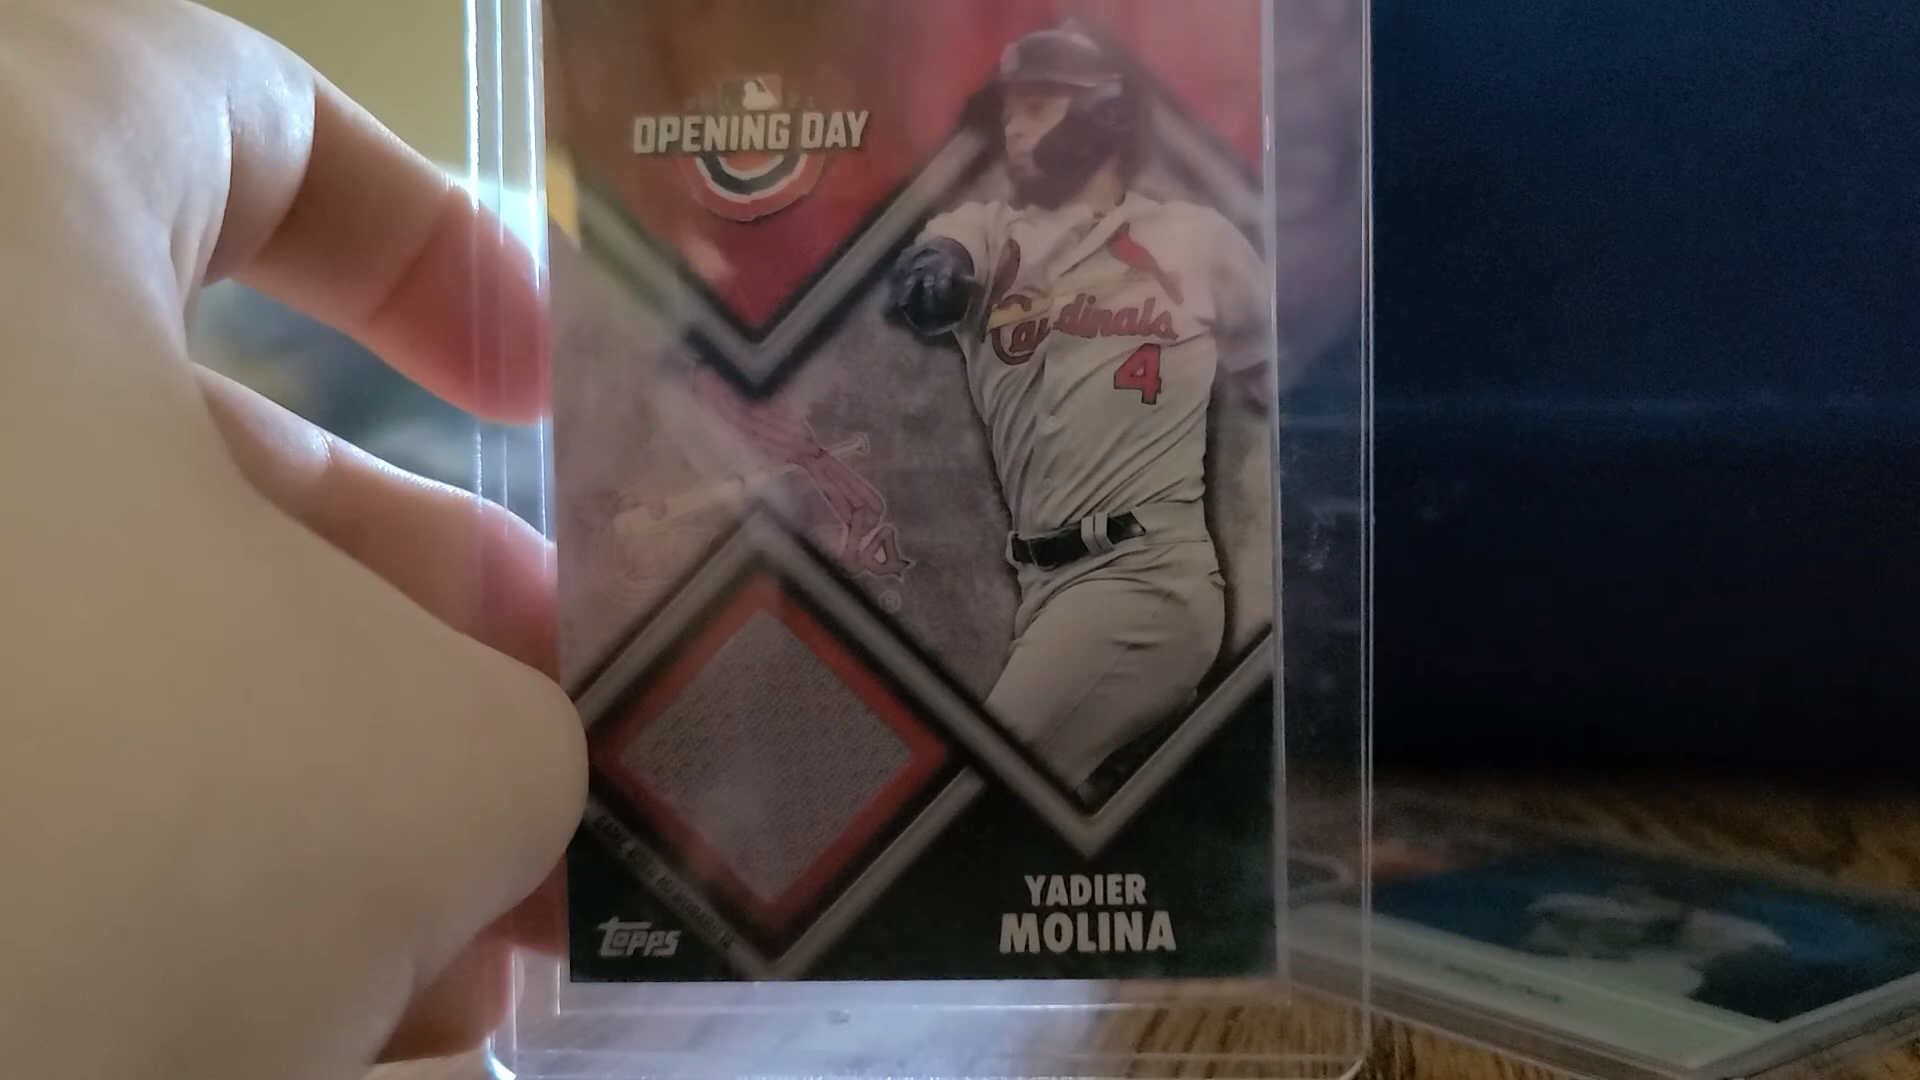 OPENING DAY
Cardinals
4
®
Topps
YADIER
MOLINA